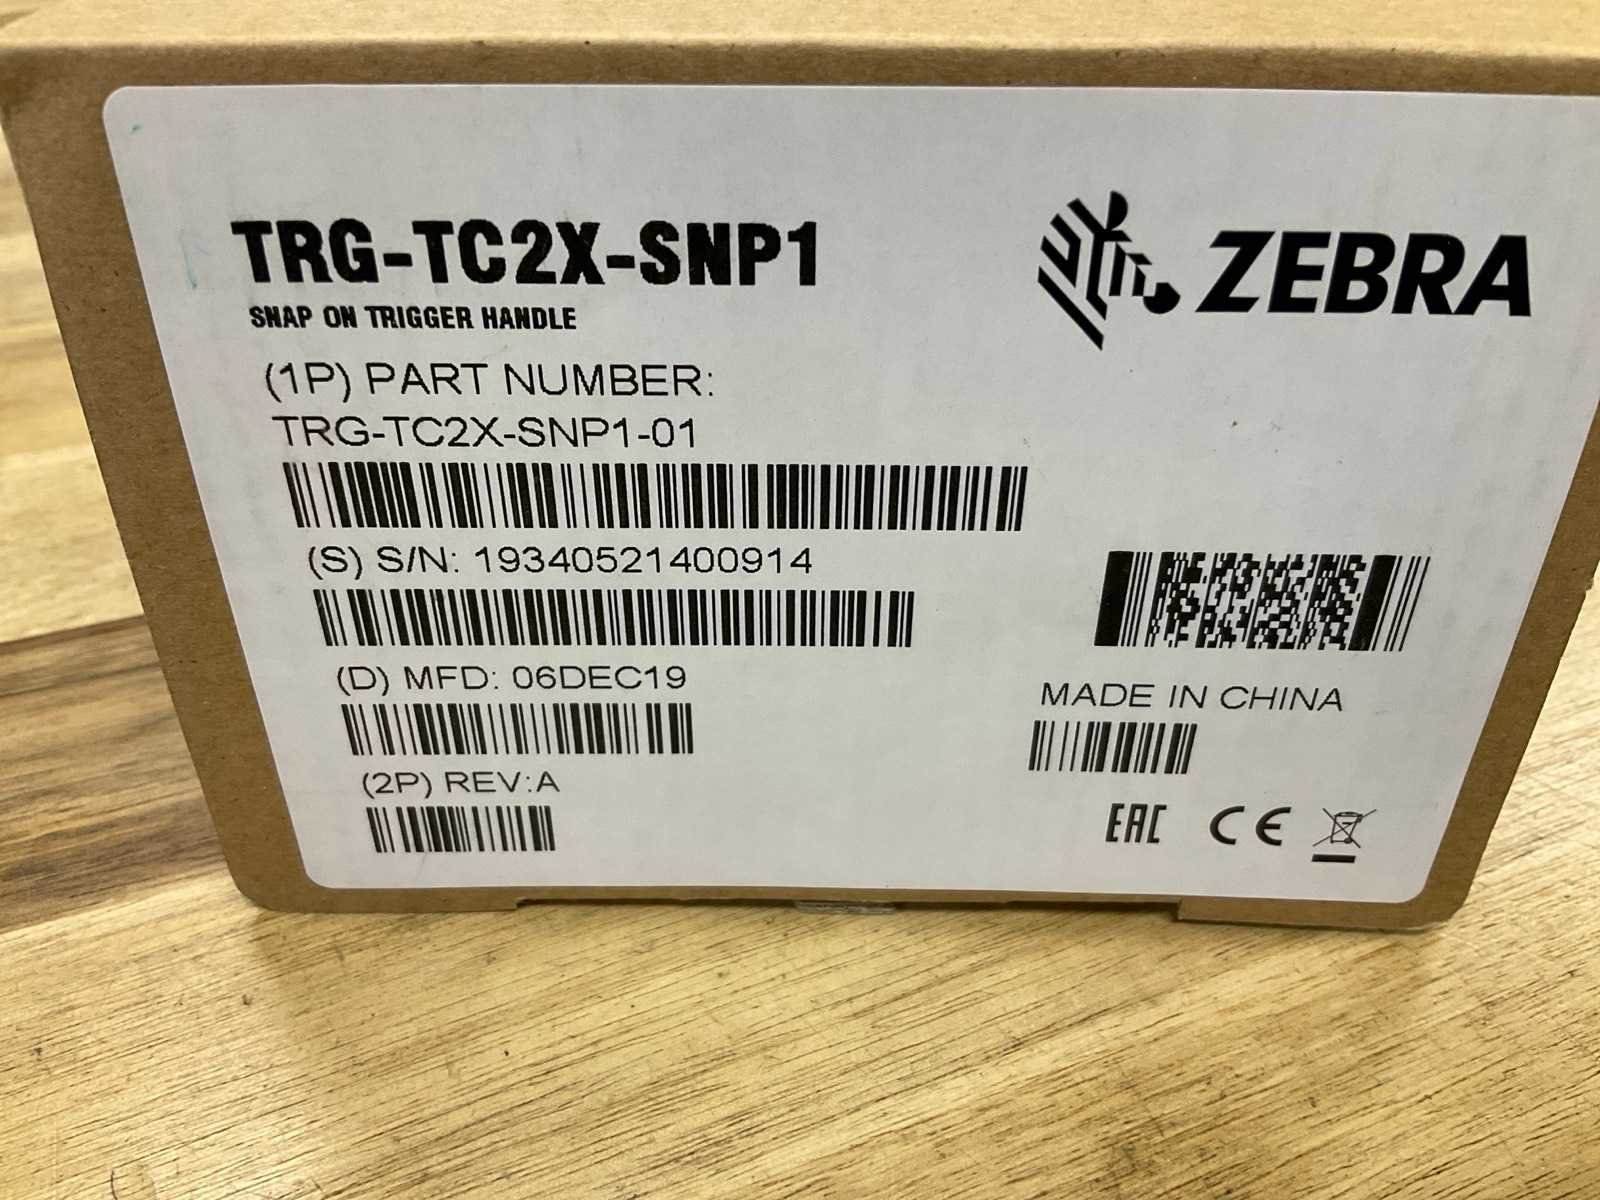 TRG-TC2X-SNP1
SNAP ON TRIGGER HANDLE
ZEBRA
(1P) PART NUMBER:
TRG-TC2X-SNP1-01
(S) S/N: 19340521400914
(D) MFD: 06DEC19
(2P) REV:A
MADE IN CHINA
EAC CE